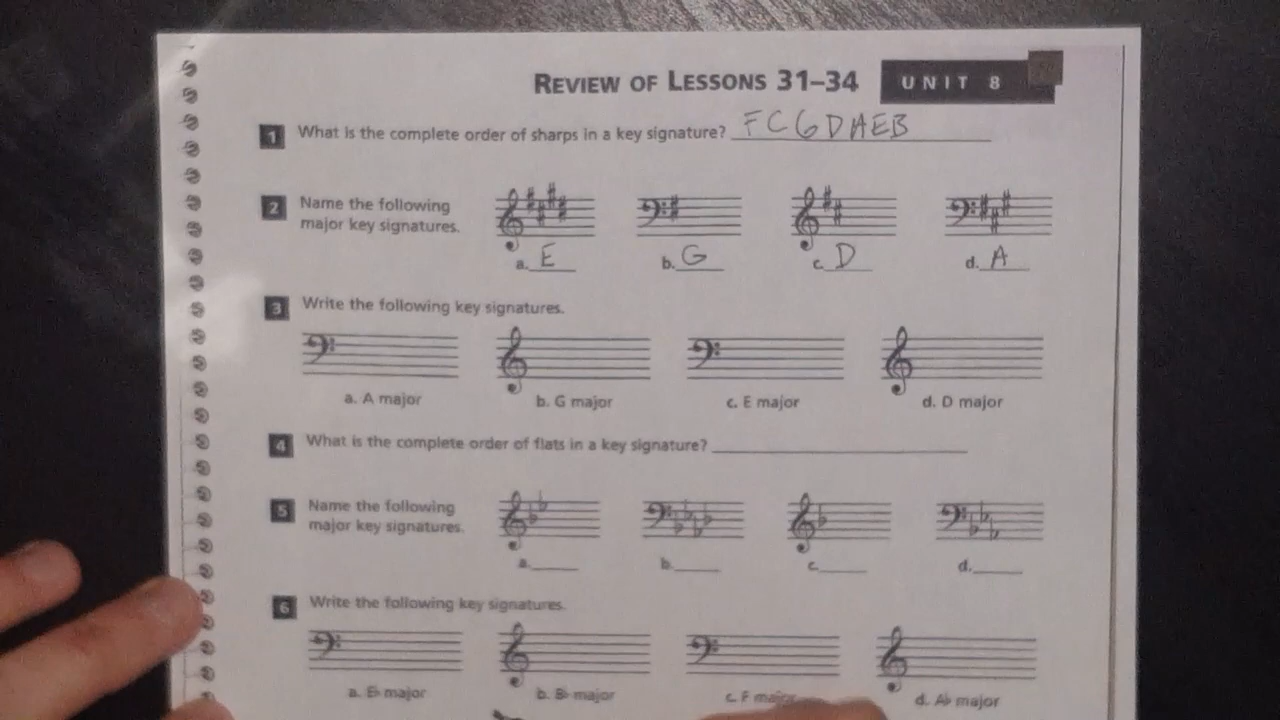 REVIEW OF LESSONS 31–34 UNIT 8
1 What is the complete order of sharps in a key signature? FCGDAEB
2 Name the following
major key signatures.
a. E b. G c. D d. A
3 Write the following key signatures.
a. A major b. G major c. E major d. D major
4 What is the complete order of flats in a key signature?
5 Name the following
major key signatures.
a. b. c. d.
6 Write the following key signatures.
a. E♭ major b. B♭ major c. F major d. A♭ major